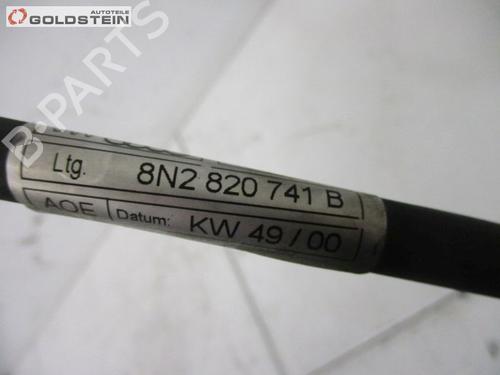 AUTOTEILE
GOLDSTEIN
B-PARTS
Ltg. 8N2 820 741 B
AOE Datum: KW 49 / 00